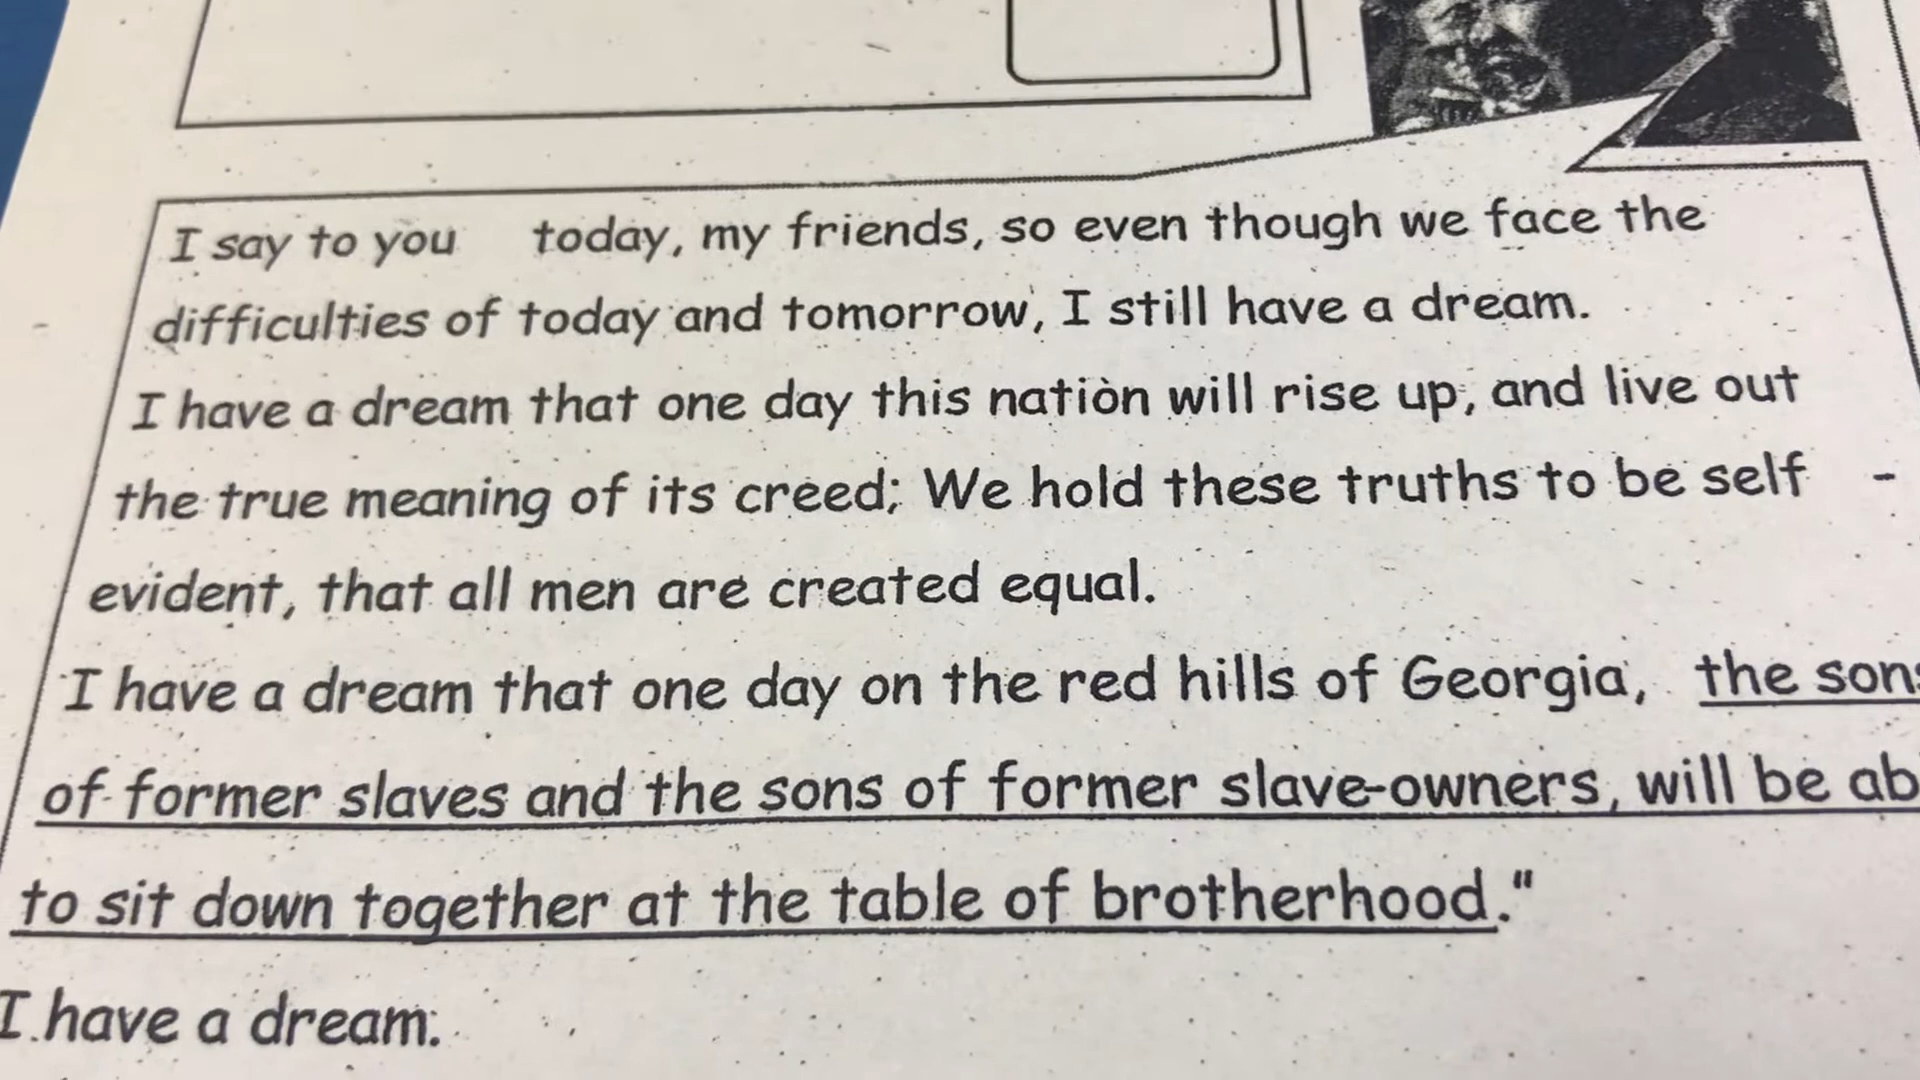 I say to you today, my friends, so even though we face the
difficulties of today and tomorrow, I still have a dream.
I have a dream that one day this nation will rise up, and live out
the true meaning of its creed; We hold these truths to be self -
evident, that all men are created equal.
I have a dream that one day on the red hills of Georgia, the sons
of former slaves and the sons of former slave-owners, will be ab
to sit down together at the table of brotherhood."
I have a dream.